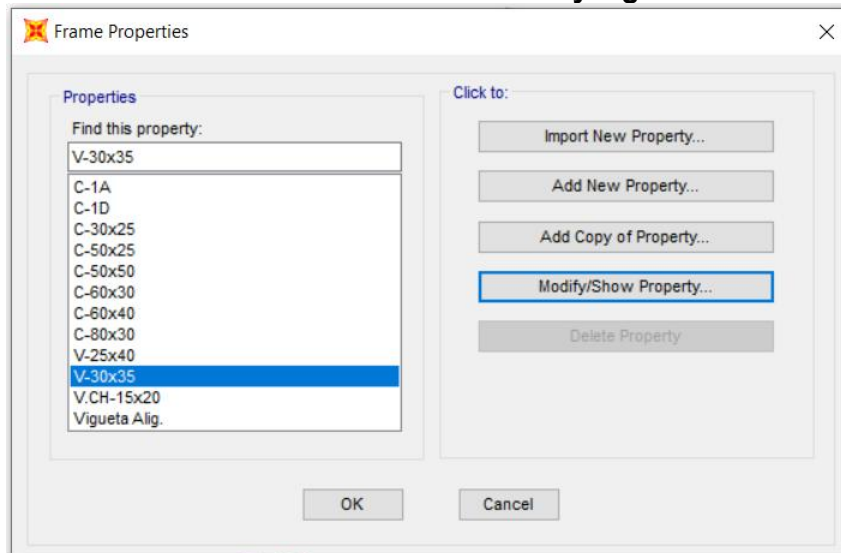 Frame Properties
Properties
Find this property:
V-30x35
C-1A
C-1D
C-30x25
C-50x25
C-50x50
C-60x30
C-60x40
C-80x30
V-25x40
V-30x35
V.CH-15x20
Vigueta Alig.
Click to:
Import New Property...
Add New Property...
Add Copy of Property...
Modify/Show Property...
Delete Property
OK
Cancel